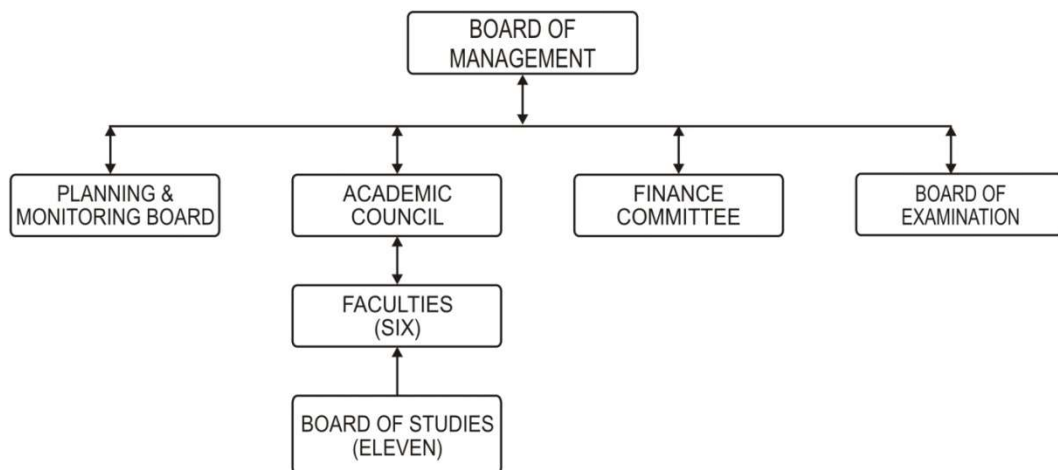 BOARD OF
MANAGEMENT
PLANNING &
MONITORING BOARD
ACADEMIC
COUNCIL
FINANCE
COMMITTEE
BOARD OF
EXAMINATION
FACULTIES
(SIX)
BOARD OF STUDIES
(ELEVEN)